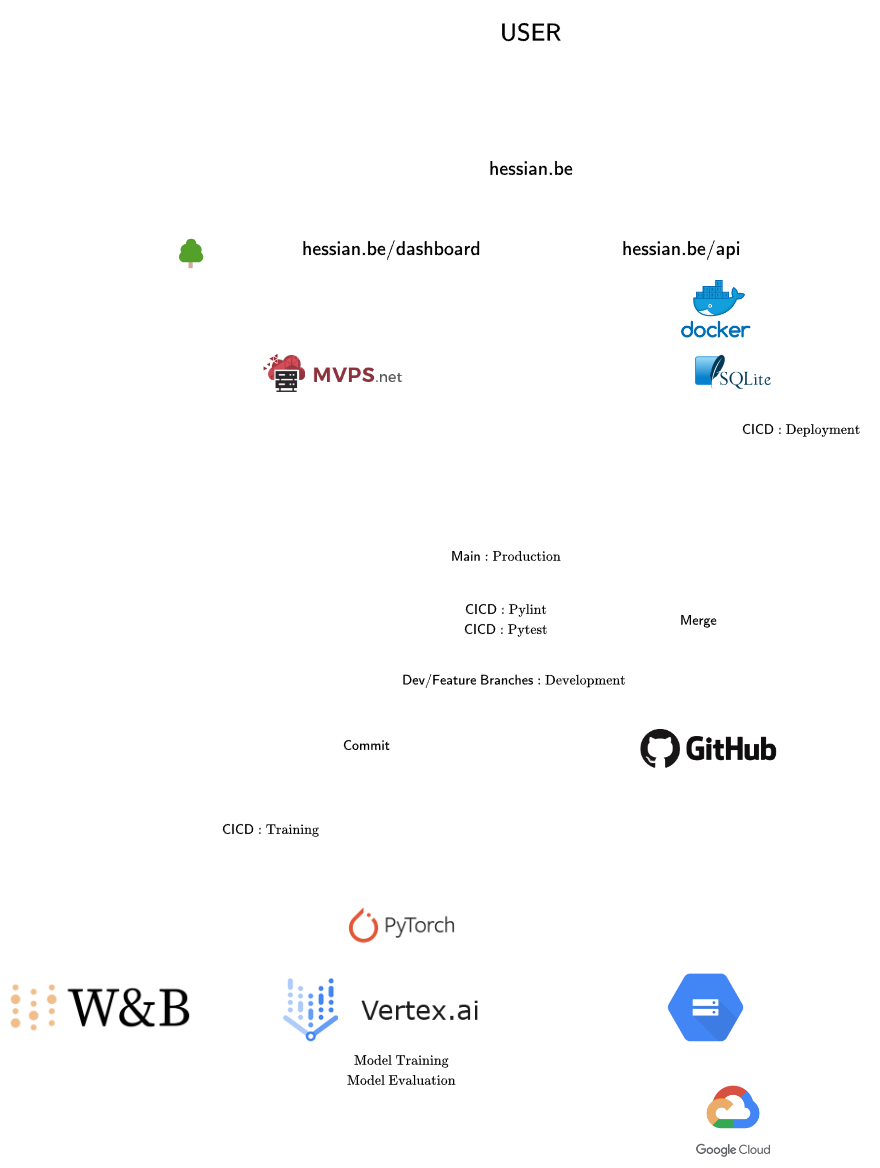 USER
hessian.be
hessian.be/dashboard
hessian.be/api
docker
MVPS.net
SQLite
CICD : Deployment
Main : Production
CICD : Pylint
CICD : Pytest
Merge
Dev/Feature Branches : Development
Commit
GitHub
CICD : Training
PyTorch
W&B
Vertex.ai
Model Training
Model Evaluation
Google Cloud